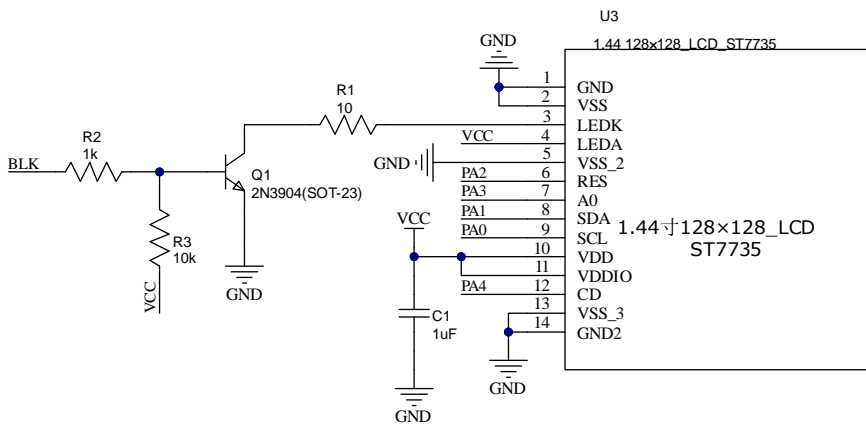 U3
1.44 128×128_LCD_ST7735
GND
1 GND
2 VSS
R1
10
3 LEDK
VCC 4 LEDA
R2
1k
BLK
GND 5 VSS_2
Q1
2N3904(SOT-23)
PA2 6 RES
PA3 7 A0
PA1 8 SDA
PA0 9 SCL
1.44寸128×128_LCD
ST7735
VCC
R3
10k
10 VDD
11 VDDIO
PA4 12 CD
VCC
GND
C1
1uF
13 VSS_3
14 GND2
GND
GND